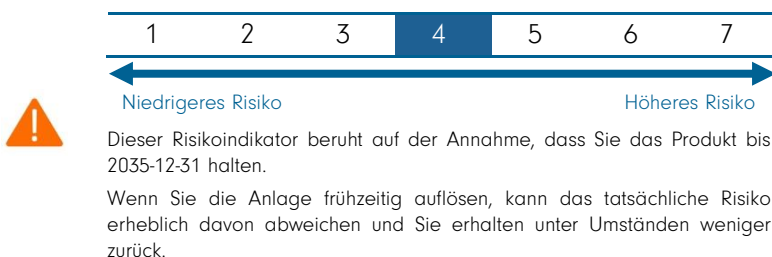 1 2 3 4 5 6 7
Niedrigeres Risiko Höheres Risiko
Dieser Risikoindikator beruht auf der Annahme, dass Sie das Produkt bis
2035-12-31 halten.
Wenn Sie die Anlage frühzeitig auflösen, kann das tatsächliche Risiko
erheblich davon abweichen und Sie erhalten unter Umständen weniger
zurück.